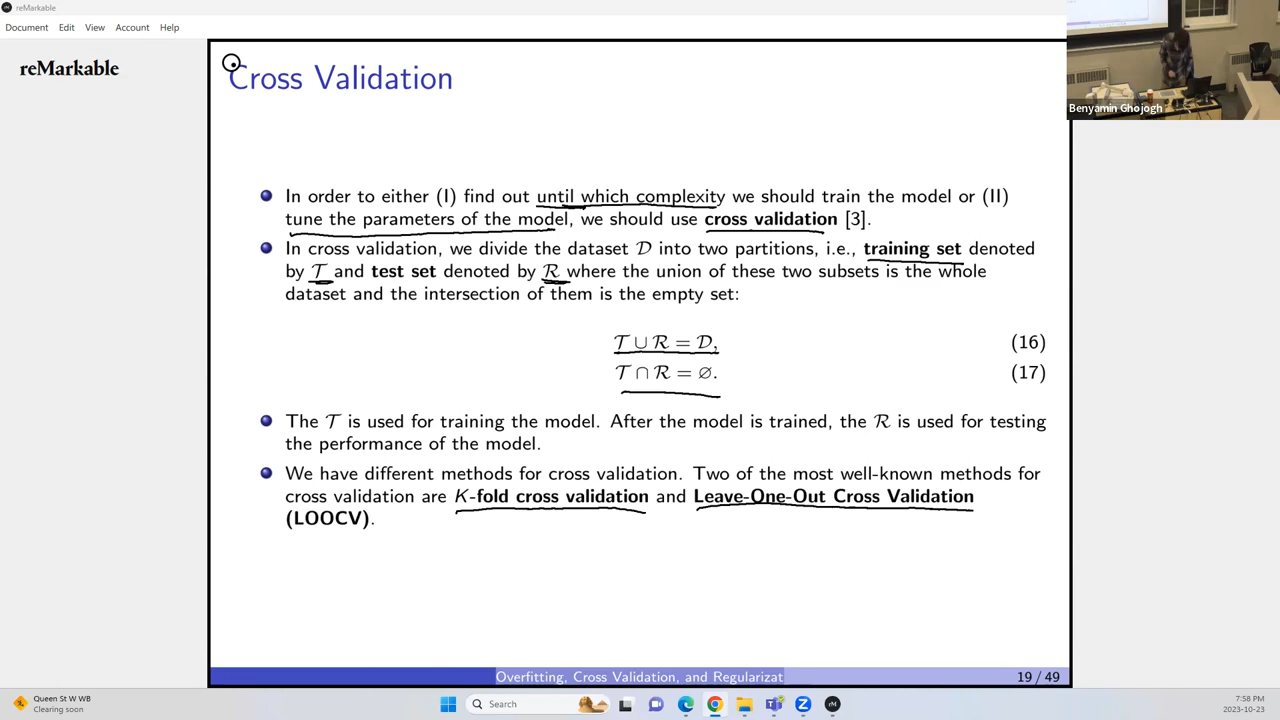 reMarkable
Document Edit View Account Help
reMarkable
Benyamin Ghojogh
Cross Validation
In order to either (I) find out until which complexity we should train the model or (II)
tune the parameters of the model, we should use cross validation [3].
In cross validation, we divide the dataset 𝒟 into two partitions, i.e., training set denoted
by 𝒯 and test set denoted by ℛ where the union of these two subsets is the whole
dataset and the intersection of them is the empty set:
𝒯 ∪ ℛ = 𝒟, (16)
𝒯 ∩ ℛ = ∅. (17)
The 𝒯 is used for training the model. After the model is trained, the ℛ is used for testing
the performance of the model.
We have different methods for cross validation. Two of the most well-known methods for
cross validation are K-fold cross validation and Leave-One-Out Cross Validation
(LOOCV).
Overfitting, Cross Validation, and Regularizat 19 / 49
Queen St W WB
Clearing soon
Search
7:58 PM
2023-10-23